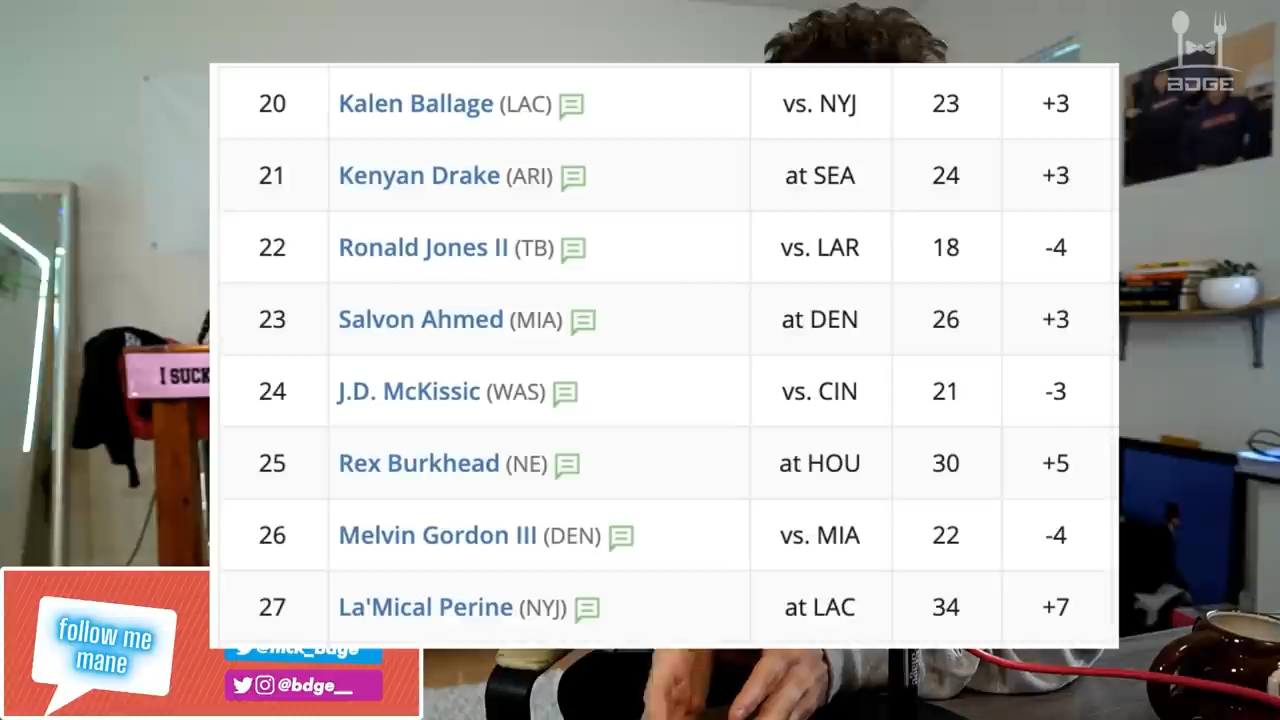 20 Kalen Ballage (LAC) vs. NYJ 23 +3
21 Kenyan Drake (ARI) at SEA 24 +3
22 Ronald Jones II (TB) vs. LAR 18 -4
23 Salvon Ahmed (MIA) at DEN 26 +3
24 J.D. McKissic (WAS) vs. CIN 21 -3
25 Rex Burkhead (NE) at HOU 30 +5
26 Melvin Gordon III (DEN) vs. MIA 22 -4
27 La'Mical Perine (NYJ) at LAC 34 +7
BDGE
I SUCK
follow me
mane
@nick_bdge
@bdge__